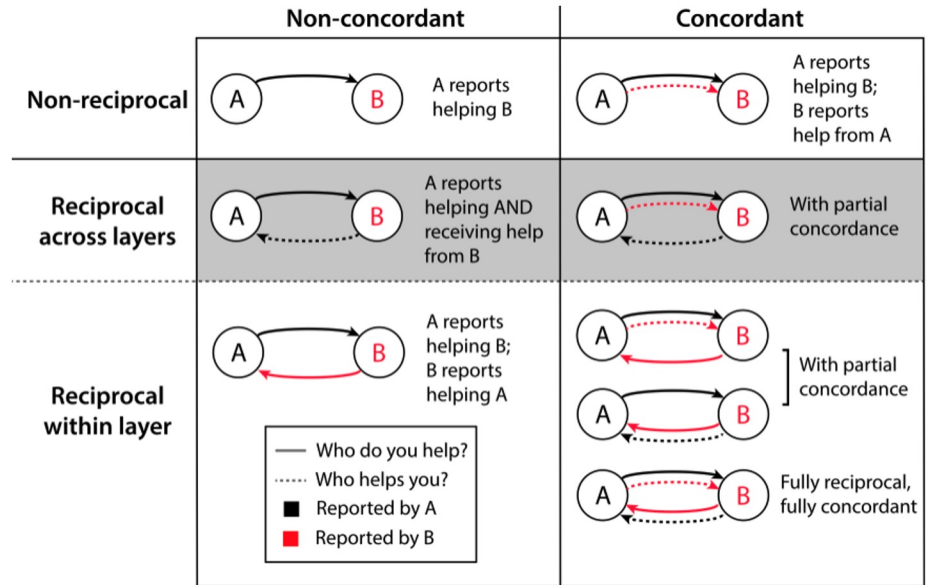 Non-concordant
Concordant
Non-reciprocal
A
B
A reports
helping B
A
B
A reports
helping B;
B reports
help from A
Reciprocal
across layers
A
B
A reports
helping AND
receiving help
from B
A
B
With partial
concordance
Reciprocal
within layer
A
B
A reports
helping B;
B reports
helping A
A
B
A
B
With partial
concordance
A
B
Fully reciprocal,
fully concordant
Who do you help?
Who helps you?
Reported by A
Reported by B